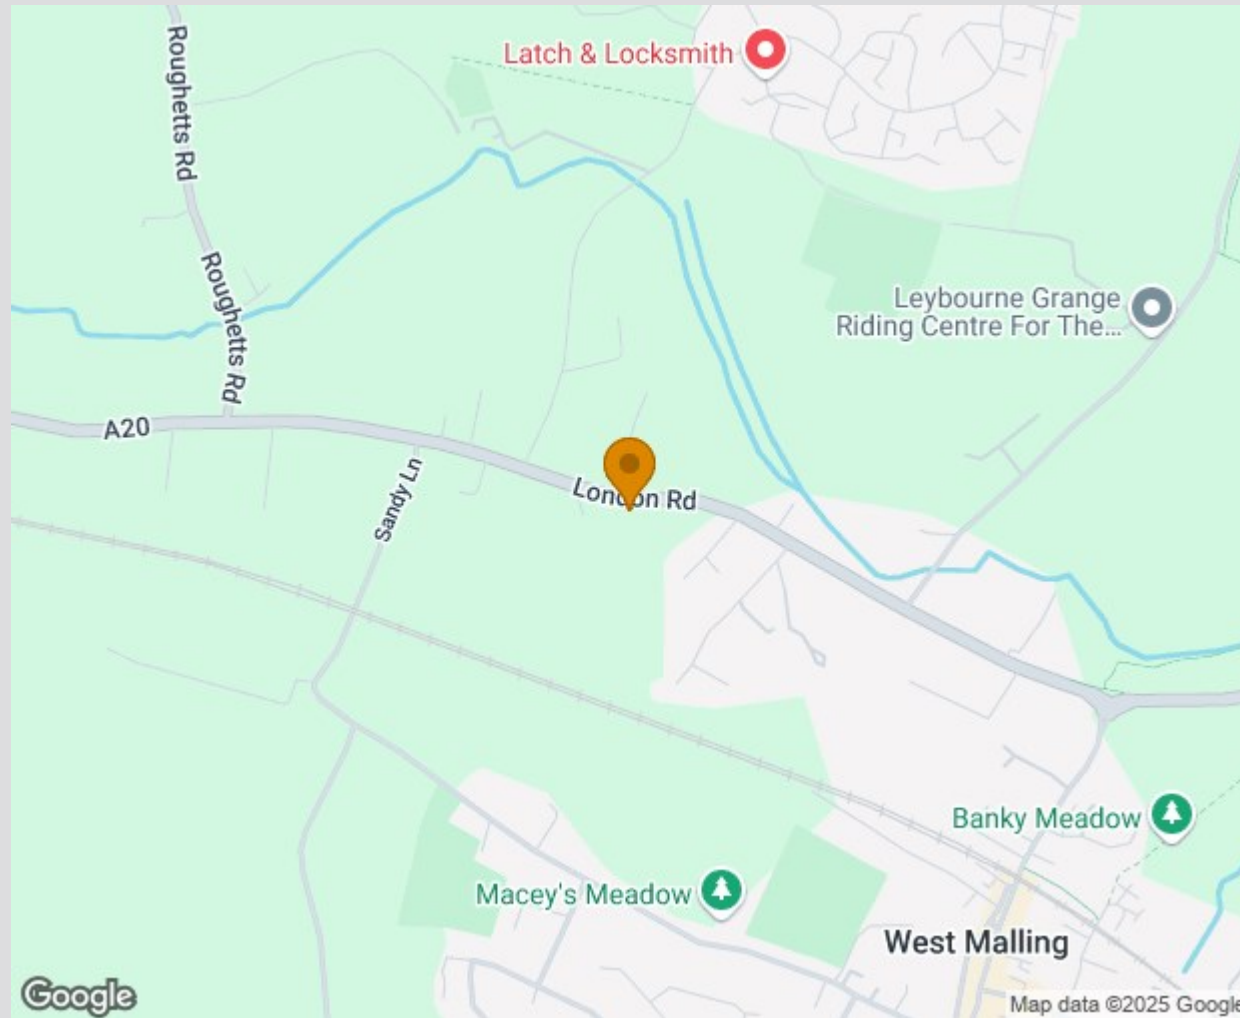 Roughetts Rd
Latch & Locksmith
Roughetts Rd
Leybourne Grange
Riding Centre For The...
A20
Sandy Ln
London Rd
Banky Meadow
Macey's Meadow
West Malling
Google
Map data ©2025 Google